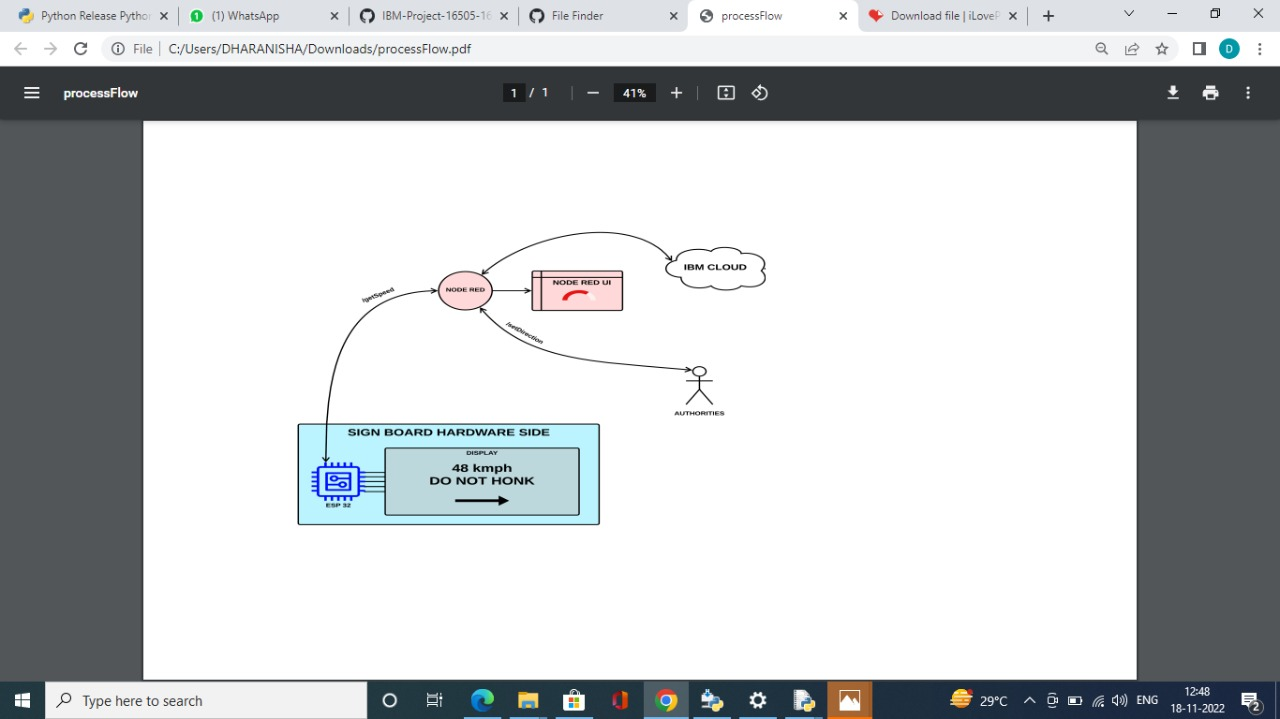 Python Release Pytho
(1) WhatsApp
IBM-Project-16505-16
File Finder
processFlow
Download file | iLoveP
File
C:/Users/DHARANISHA/Downloads/processFlow.pdf
D
processFlow
1 / 1
41%
IBM CLOUD
NODE RED
NODE RED UI
/getSpeed
/setDirection
AUTHORITIES
SIGN BOARD HARDWARE SIDE
DISPLAY
48 kmph
DO NOT HONK
ESP 32
Type here to search
29°C
ENG
12:48
18-11-2022
2